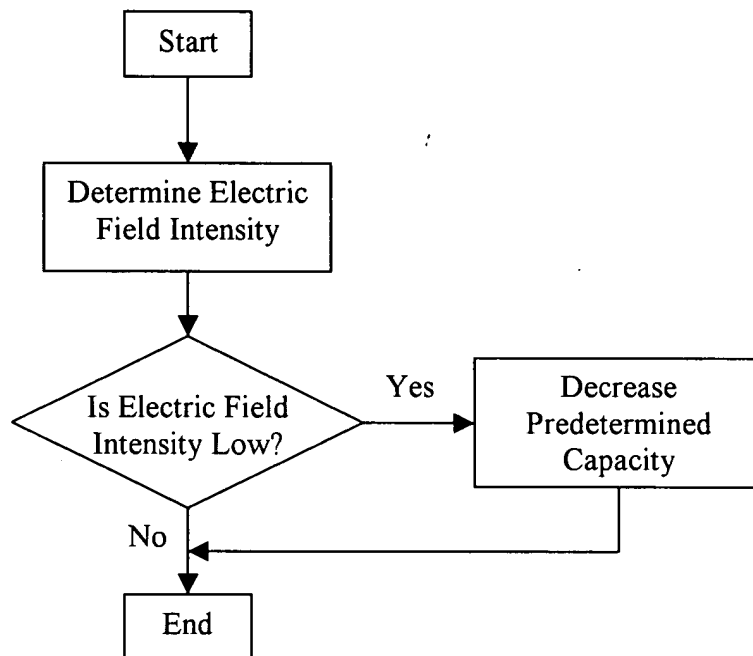 Start
Determine Electric
Field Intensity
Is Electric Field
Intensity Low?
Yes
Decrease
Predetermined
Capacity
No
End